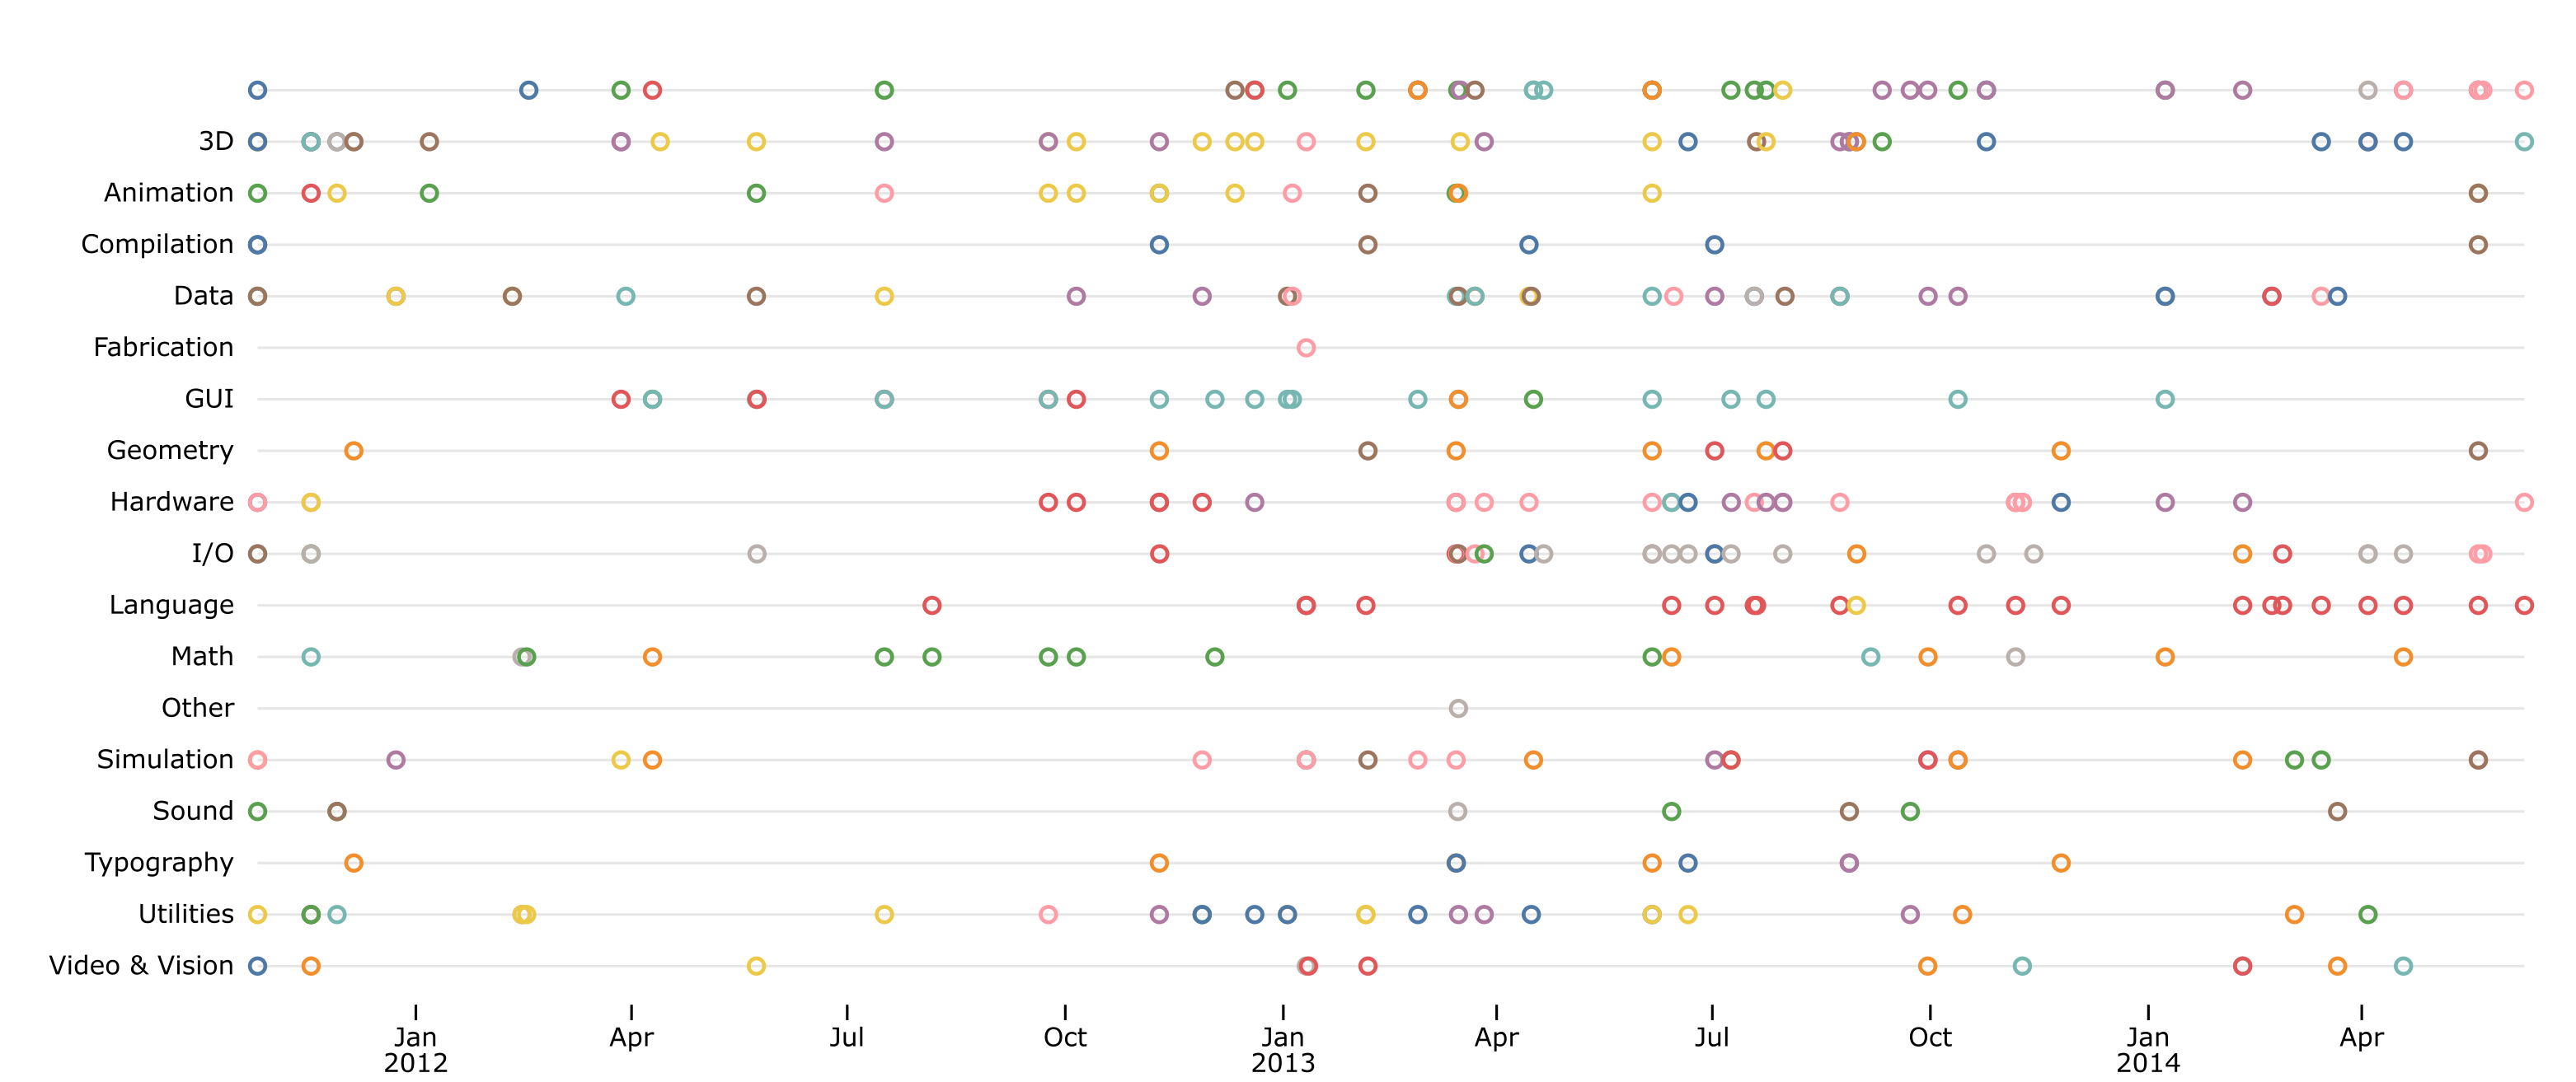 3D
Animation
Compilation
Data
Fabrication
GUI
Geometry
Hardware
I/O
Language
Math
Other
Simulation
Sound
Typography
Utilities
Video & Vision
Jan Apr Jul Oct Jan Apr Jul Oct Jan Apr
2012 2013 2014